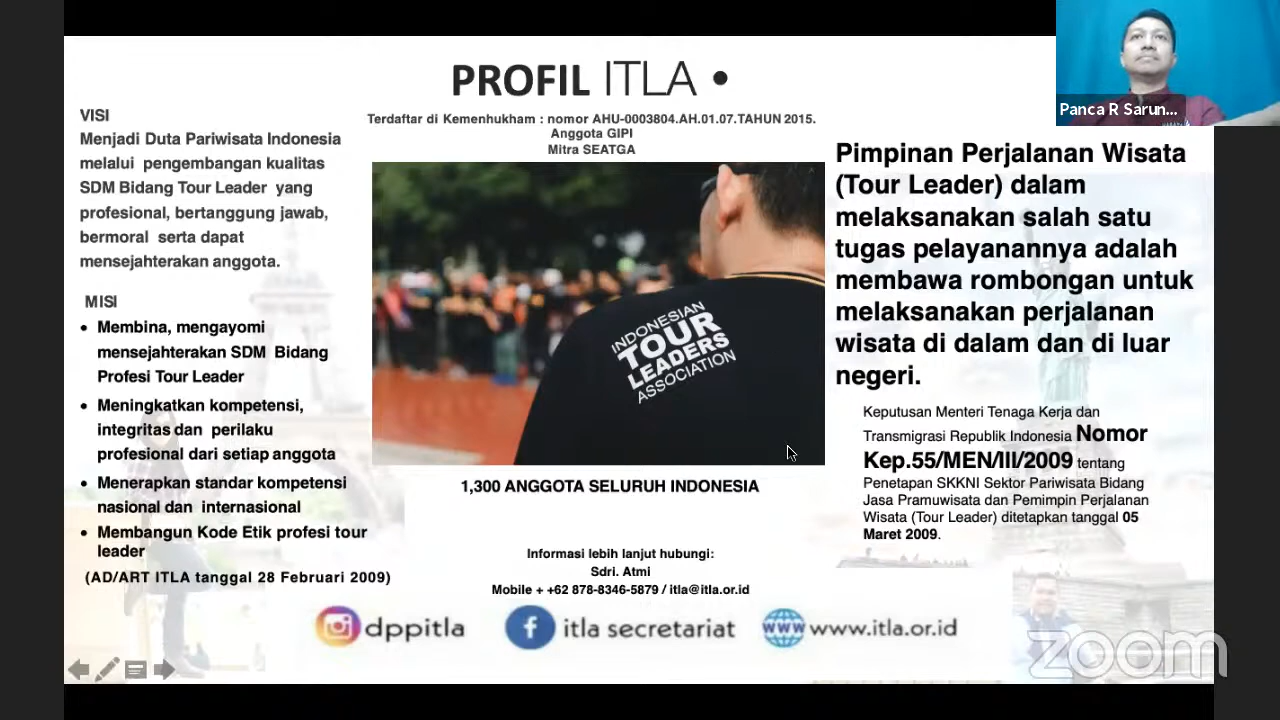 PROFIL ITLA •
Terdaftar di Kemenhukham : nomor AHU-0003804.AH.01.07.TAHUN 2015.
Anggota GIPI
Mitra SEATGA
VISI
Menjadi Duta Pariwisata Indonesia
melalui pengembangan kualitas
SDM Bidang Tour Leader yang
profesional, bertanggung jawab,
bermoral serta dapat
mensejahterakan anggota.
MISI
• Membina, mengayomi
mensejahterakan SDM Bidang
Profesi Tour Leader
• Meningkatkan kompetensi,
integritas dan perilaku
profesional dari setiap anggota
• Menerapkan standar kompetensi
nasional dan internasional
• Membangun Kode Etik profesi tour
leader
(AD/ART ITLA tanggal 28 Februari 2009)
INDONESIAN
TOUR
LEADERS
ASSOCIATION
1,300 ANGGOTA SELURUH INDONESIA
Informasi lebih lanjut hubungi:
Sdri. Atmi
Mobile + +62 878-8346-5879 / itla@itla.or.id
dppitla
itla secretariat
www www.itla.or.id
Panca R Sarun...
Pimpinan Perjalanan Wisata
(Tour Leader) dalam
melaksanakan salah satu
tugas pelayanannya adalah
membawa rombongan untuk
melaksanakan perjalanan
wisata di dalam dan di luar
negeri.
Keputusan Menteri Tenaga Kerja dan
Transmigrasi Republik Indonesia Nomor
Kep.55/MEN/III/2009 tentang
Penetapan SKKNI Sektor Pariwisata Bidang
Jasa Pramuwisata dan Pemimpin Perjalanan
Wisata (Tour Leader) ditetapkan tanggal 05
Maret 2009.
zoom